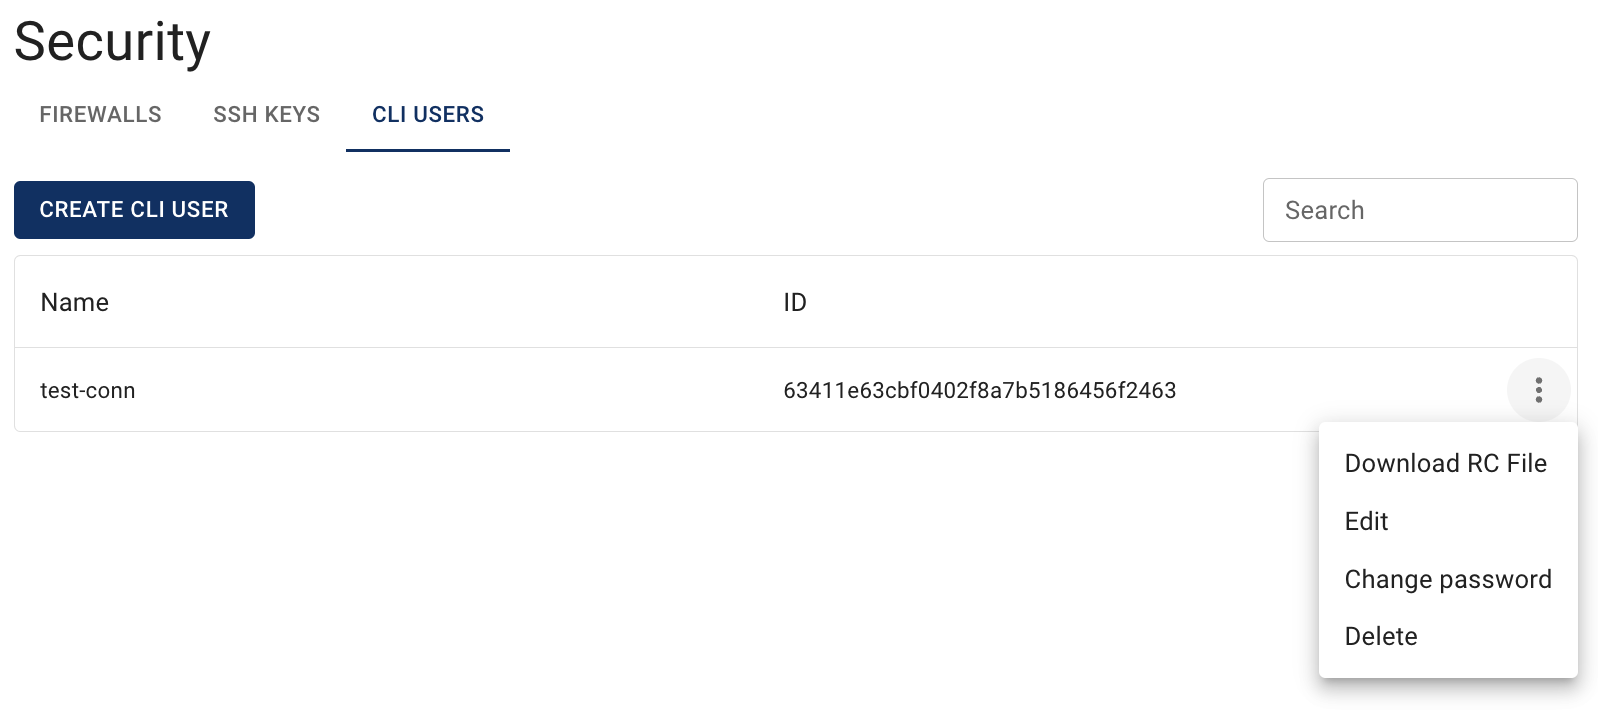 Security
FIREWALLS SSH KEYS CLI USERS
CREATE CLI USER Search
Name ID
test-conn 63411e63cbf0402f8a7b5186456f2463
Download RC File
Edit
Change password
Delete